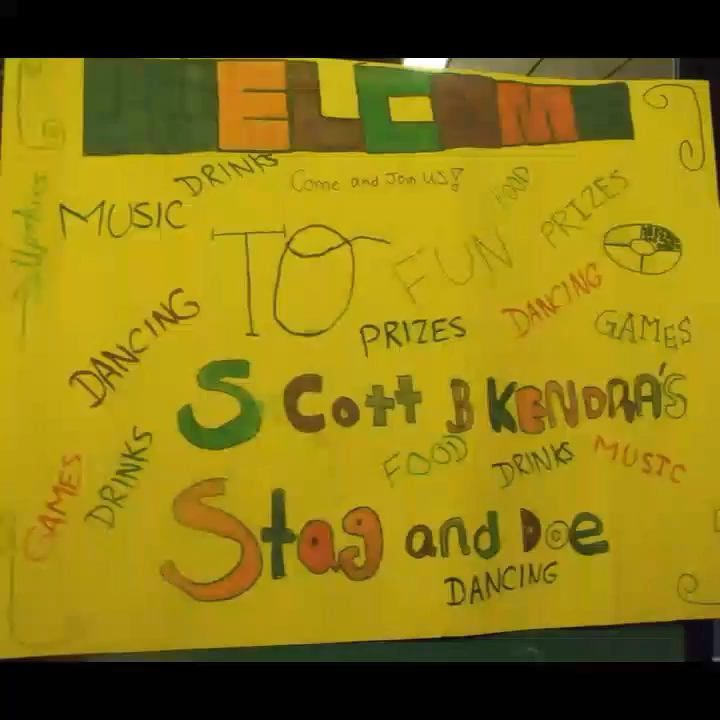 WELCOME
DRINKS
Come and Join US!
FOOD
MUSIC
PRIZES
TO
FUN
DANCING
DANCING
PRIZES
GAMES
Scott & KENDRA'S
GAMES
DRINKS
FOOD
DRINKS
MUSIC
Stag and Doe
DANCING